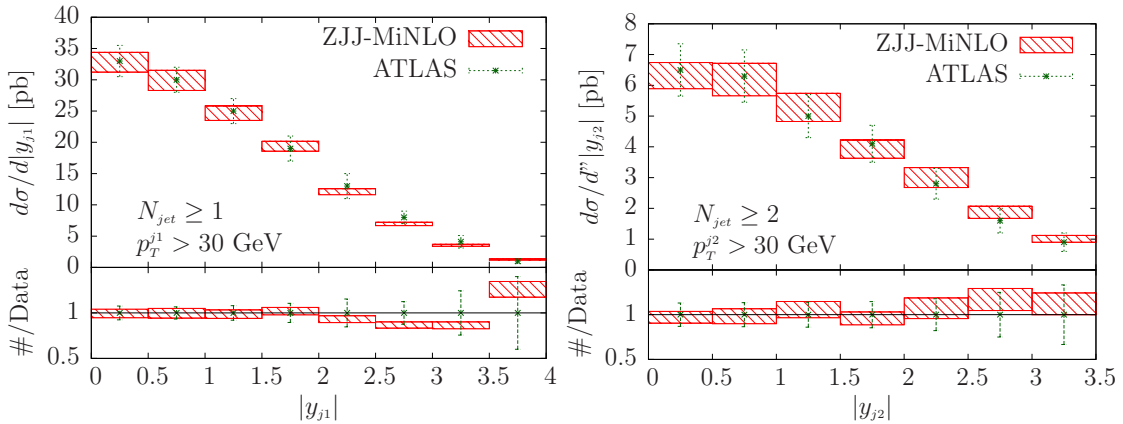 ZJJ-MiNLO
ATLAS
dσ/d|y_{j1}| [pb]
40
35
30
25
20
15
10
5
0
N_{jet} ≥ 1
p_T^{j1} > 30 GeV
#/Data
1
0.5
0 0.5 1 1.5 2 2.5 3 3.5 4
|y_{j1}|
ZJJ-MiNLO
ATLAS
dσ/d"|y_{j2}| [pb]
8
7
6
5
4
3
2
1
0
N_{jet} ≥ 2
p_T^{j2} > 30 GeV
#/Data
1
0.5
0 0.5 1 1.5 2 2.5 3 3.5
|y_{j2}|